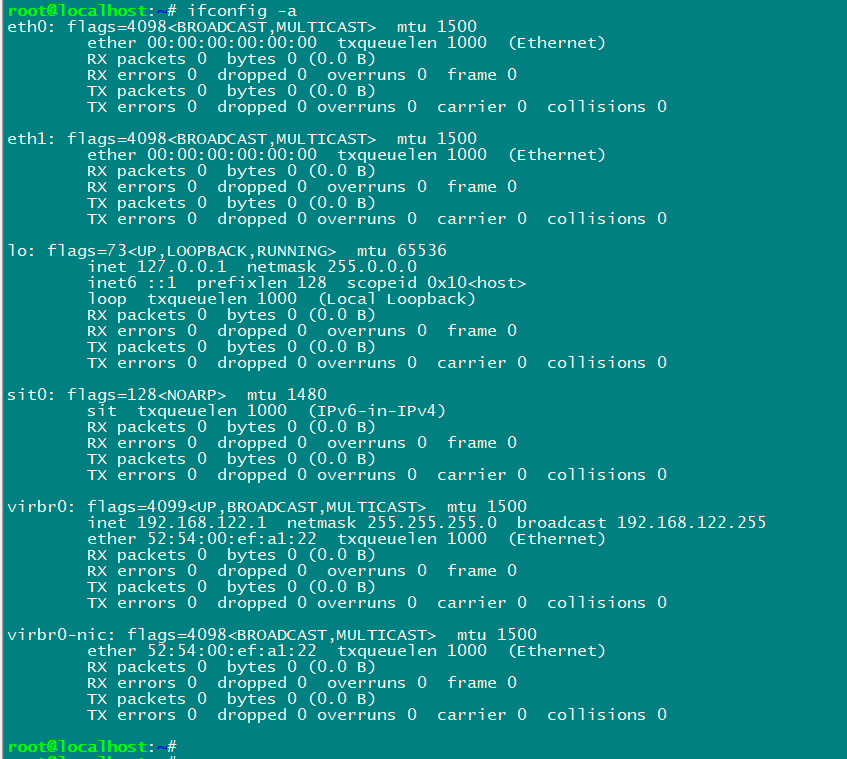 root@localhost:~# ifconfig -a
eth0: flags=4098<BROADCAST,MULTICAST>  mtu 1500
        ether 00:00:00:00:00:00  txqueuelen 1000  (Ethernet)
        RX packets 0  bytes 0 (0.0 B)
        RX errors 0  dropped 0  overruns 0  frame 0
        TX packets 0  bytes 0 (0.0 B)
        TX errors 0  dropped 0 overruns 0  carrier 0  collisions 0

eth1: flags=4098<BROADCAST,MULTICAST>  mtu 1500
        ether 00:00:00:00:00:00  txqueuelen 1000  (Ethernet)
        RX packets 0  bytes 0 (0.0 B)
        RX errors 0  dropped 0  overruns 0  frame 0
        TX packets 0  bytes 0 (0.0 B)
        TX errors 0  dropped 0 overruns 0  carrier 0  collisions 0

lo: flags=73<UP,LOOPBACK,RUNNING>  mtu 65536
        inet 127.0.0.1  netmask 255.0.0.0
        inet6 ::1  prefixlen 128  scopeid 0x10<host>
        loop  txqueuelen 1000  (Local Loopback)
        RX packets 0  bytes 0 (0.0 B)
        RX errors 0  dropped 0  overruns 0  frame 0
        TX packets 0  bytes 0 (0.0 B)
        TX errors 0  dropped 0 overruns 0  carrier 0  collisions 0

sit0: flags=128<NOARP>  mtu 1480
        sit  txqueuelen 1000  (IPv6-in-IPv4)
        RX packets 0  bytes 0 (0.0 B)
        RX errors 0  dropped 0  overruns 0  frame 0
        TX packets 0  bytes 0 (0.0 B)
        TX errors 0  dropped 0 overruns 0  carrier 0  collisions 0

virbr0: flags=4099<UP,BROADCAST,MULTICAST>  mtu 1500
        inet 192.168.122.1  netmask 255.255.255.0  broadcast 192.168.122.255
        ether 52:54:00:ef:a1:22  txqueuelen 1000  (Ethernet)
        RX packets 0  bytes 0 (0.0 B)
        RX errors 0  dropped 0  overruns 0  frame 0
        TX packets 0  bytes 0 (0.0 B)
        TX errors 0  dropped 0 overruns 0  carrier 0  collisions 0

virbr0-nic: flags=4098<BROADCAST,MULTICAST>  mtu 1500
        ether 52:54:00:ef:a1:22  txqueuelen 1000  (Ethernet)
        RX packets 0  bytes 0 (0.0 B)
        RX errors 0  dropped 0  overruns 0  frame 0
        TX packets 0  bytes 0 (0.0 B)
        TX errors 0  dropped 0 overruns 0  carrier 0  collisions 0

root@localhost:~#